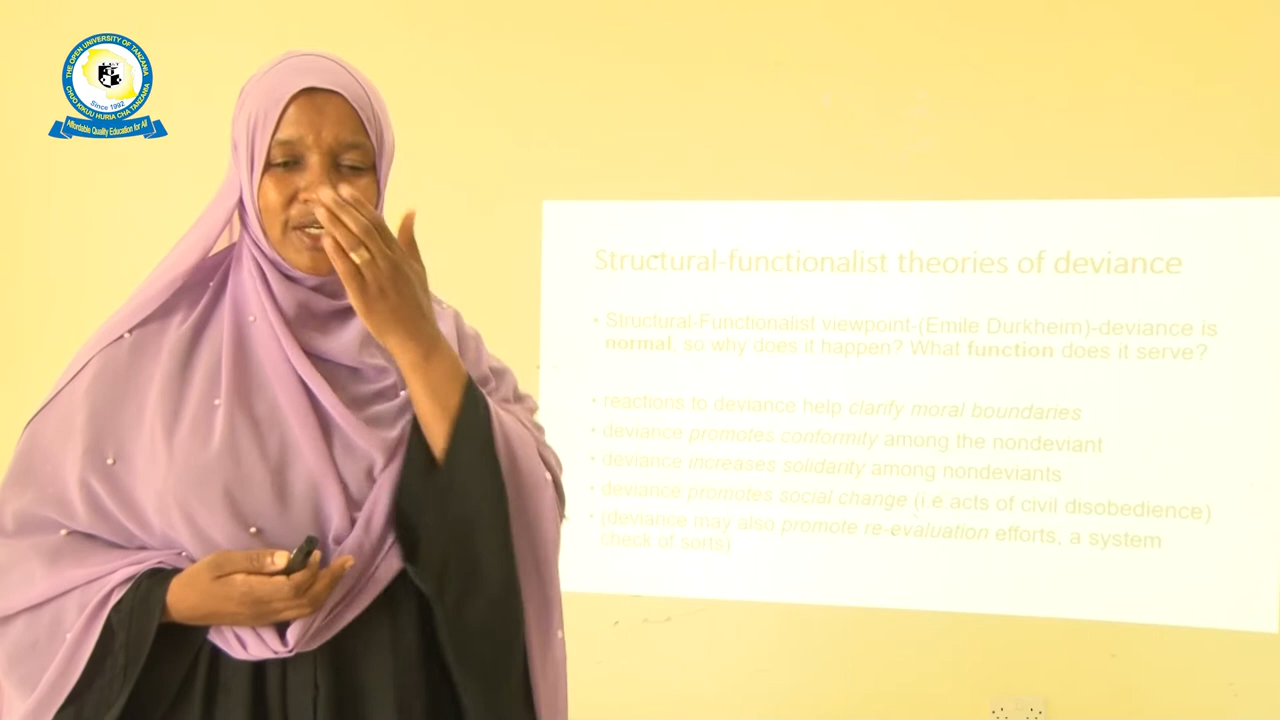 THE OPEN UNIVERSITY OF TANZANIA
CHUO KIKUU HURIA CHA TANZANIA
Since 1992
Affordable Quality Education for All
Structural-functionalist theories of deviance
• Structural-Functionalist viewpoint-(Emile Durkheim)-deviance is
normal, so why does it happen? What function does it serve?
• reactions to deviance help clarify moral boundaries
• deviance promotes conformity among the nondeviant
• deviance increases solidarity among nondeviants
• deviance promotes social change (i.e.acts of civil disobedience)
• (deviance may also promote re-evaluation efforts, a system
check of sorts)